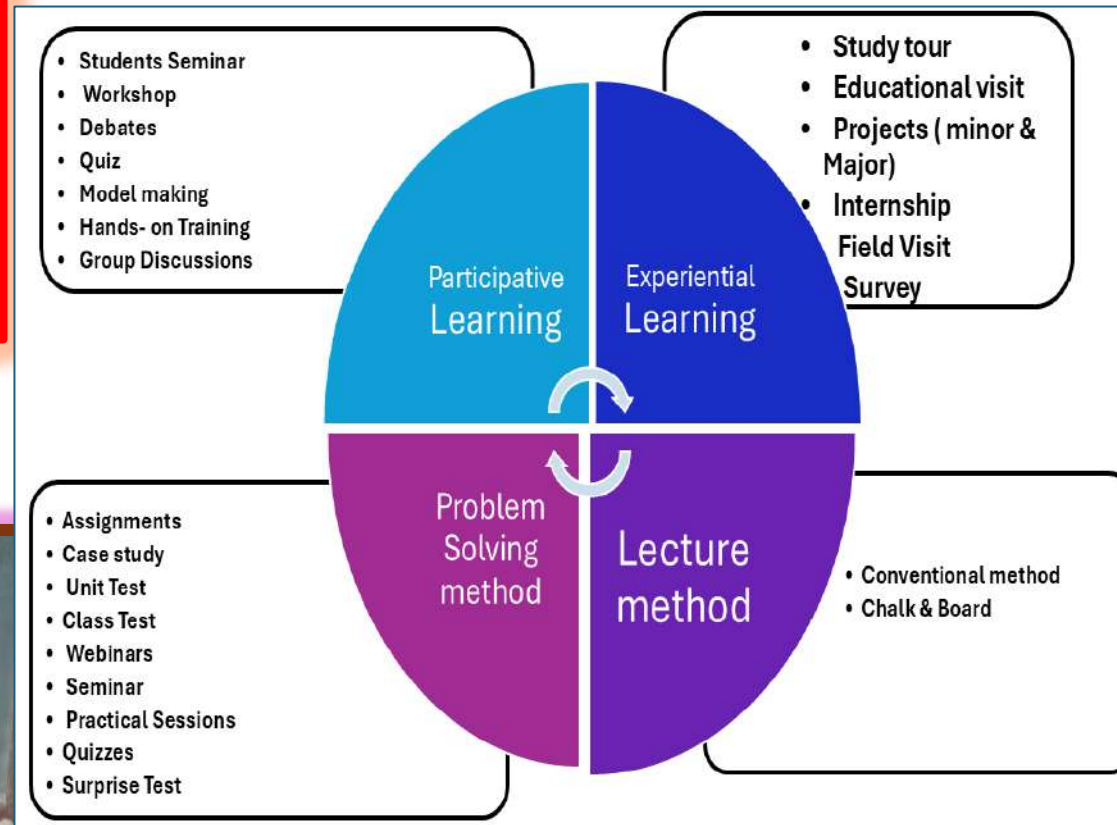 • Students Seminar
• Workshop
• Debates
• Quiz
• Model making
• Hands- on Training
• Group Discussions
• Study tour
• Educational visit
• Projects ( minor &
Major)
• Internship
Field Visit
Survey
Participative
Learning
Experiential
Learning
Problem
Solving
method
Lecture
method
• Assignments
• Case study
• Unit Test
• Class Test
• Webinars
• Seminar
• Practical Sessions
• Quizzes
• Surprise Test
• Conventional method
• Chalk & Board